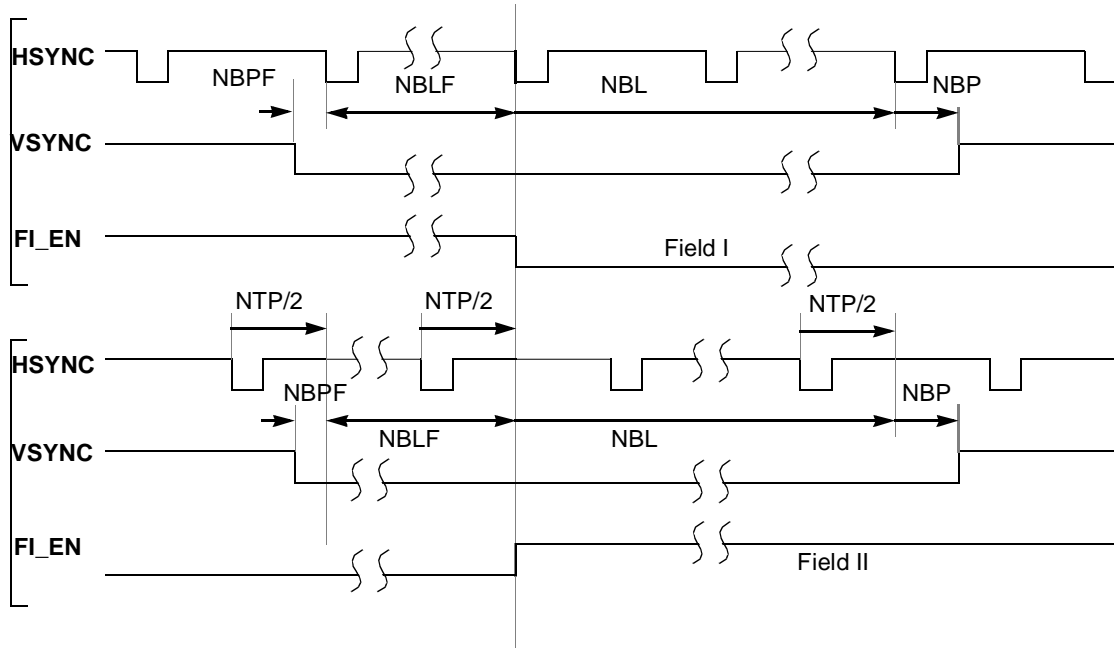 HSYNC
NBPF
NBLF
NBL
NBP
VSYNC
FI_EN
Field I
NTP/2
NTP/2
NTP/2
HSYNC
NBPF
NBP
NBLF
NBL
VSYNC
FI_EN
Field II